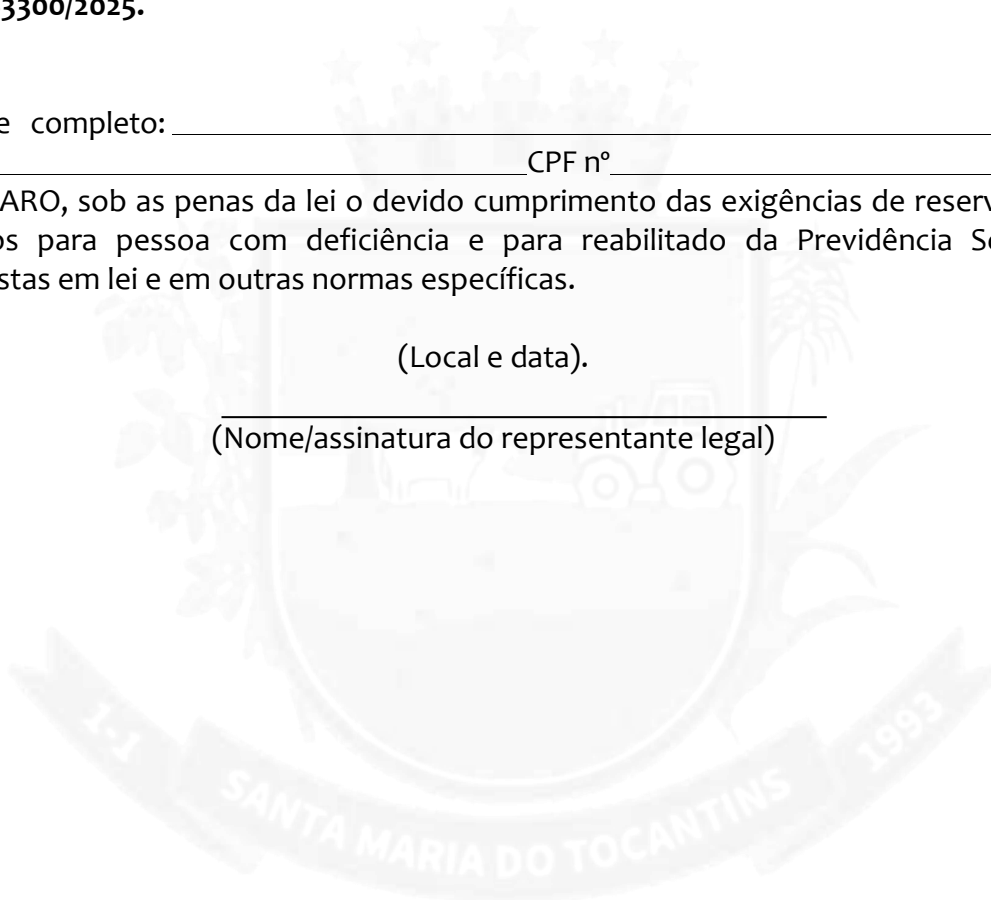 3300/2025.
e completo:
CPF nº
ARO, sob as penas da lei o devido cumprimento das exigências de reserv
os para pessoa com deficiência e para reabilitado da Previdência So
stas em lei e em outras normas específicas.
(Local e data).
(Nome/assinatura do representante legal)
1-1 SANTA MARIA DO TOCANTINS 1993